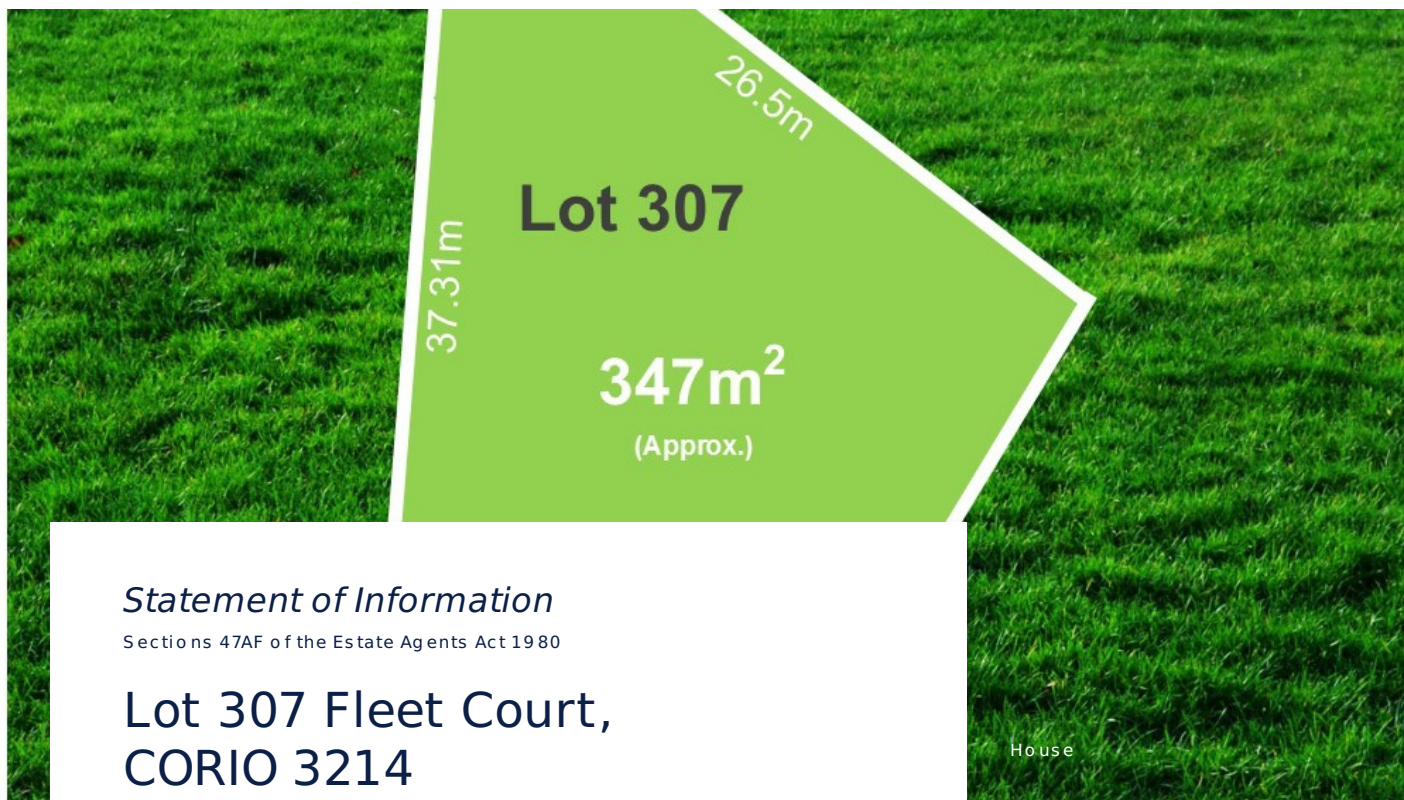 26.5m
Lot 307
37.31m
347m²
(Approx.)
Statement of Information
Sections 47AF of the Estate Agents Act 1980
Lot 307 Fleet Court,
CORIO 3214
House